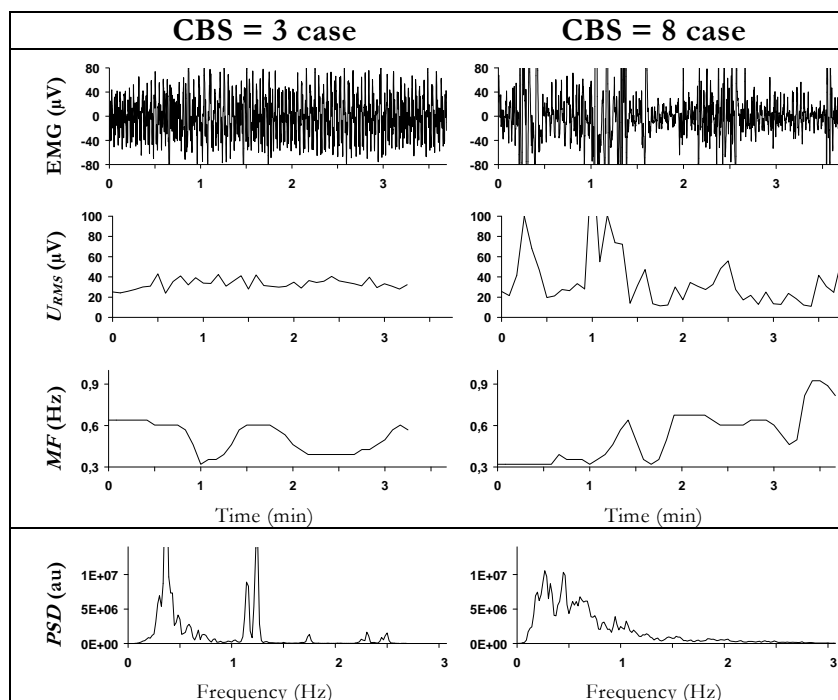 CBS = 3 case CBS = 8 case
EMG (µV)
80
40
0
-40
-80
0 1 2 3
80
40
0
-40
-80
0 1 2 3
U_RMS (µV)
100
80
60
40
20
0
0 1 2 3
100
80
60
40
20
0
0 1 2 3
MF (Hz)
0,9
0,6
0,3
0 1 2 3
Time (min)
0,9
0,6
0,3
0 1 2 3
Time (min)
PSD (au)
1E+07
5E+06
0E+00
0 1 2 3
Frequency (Hz)
1E+07
5E+06
0E+00
0 1 2 3
Frequency (Hz)